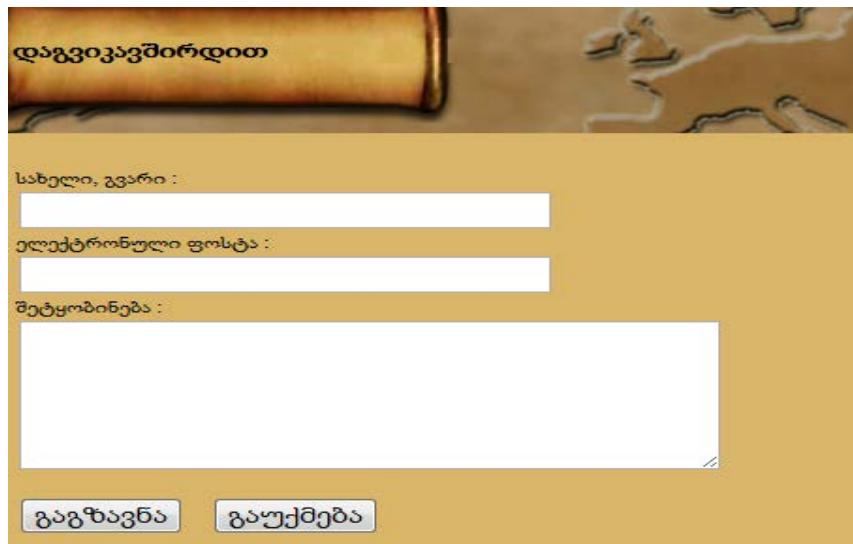 დაგვიკავშირდით
სახელი, გვარი :
ელექტრონული ფოსტა :
შეტყობინება :
გაგზავნა გაუქმება